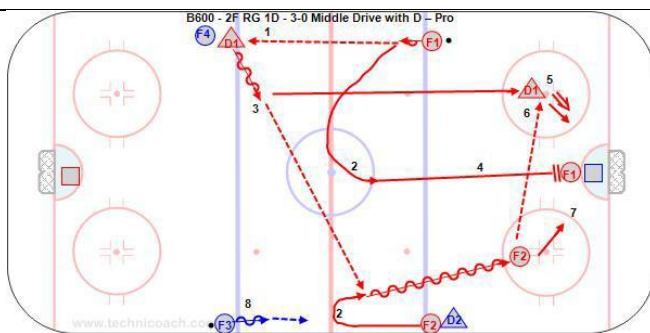 B600 - 2F RG 1D - 3-0 Middle Drive with D – Pro
F4
D1
1
F1
3
D1
5
6
2
4
F1
7
F2
8
2
www.technicoach.com
F3
F2
D2